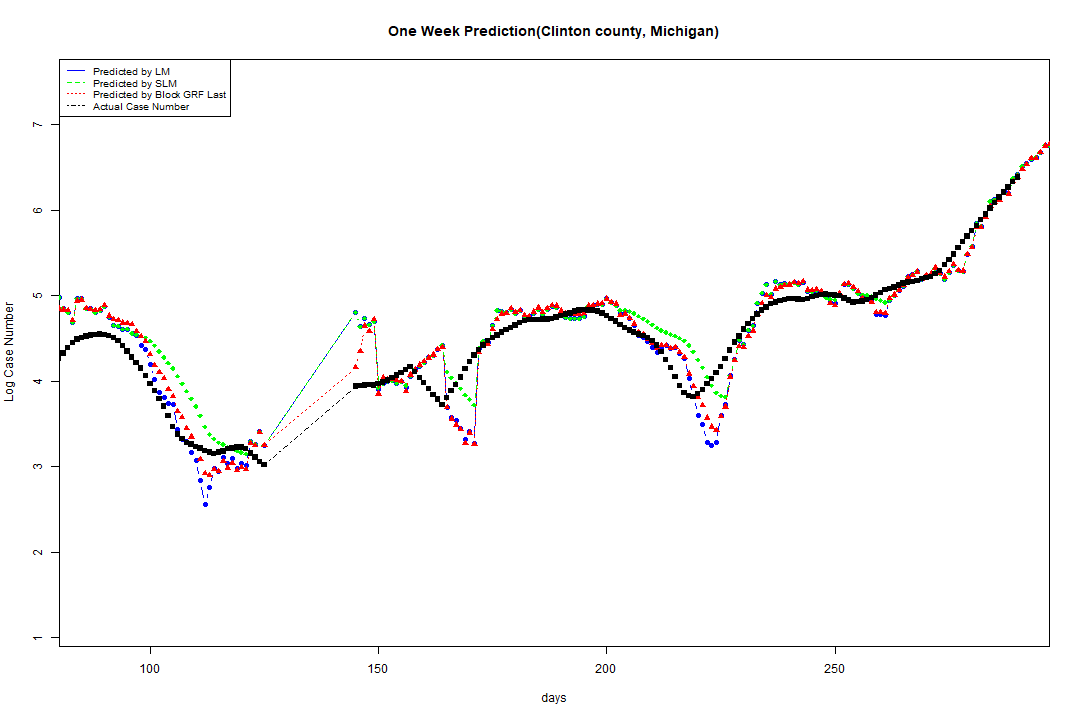 One Week Prediction(Clinton county, Michigan)
Predicted by LM
Predicted by SLM
Predicted by Block GRF Last
Actual Case Number
Log Case Number
7
6
5
4
3
2
1
100 150 200 250
days